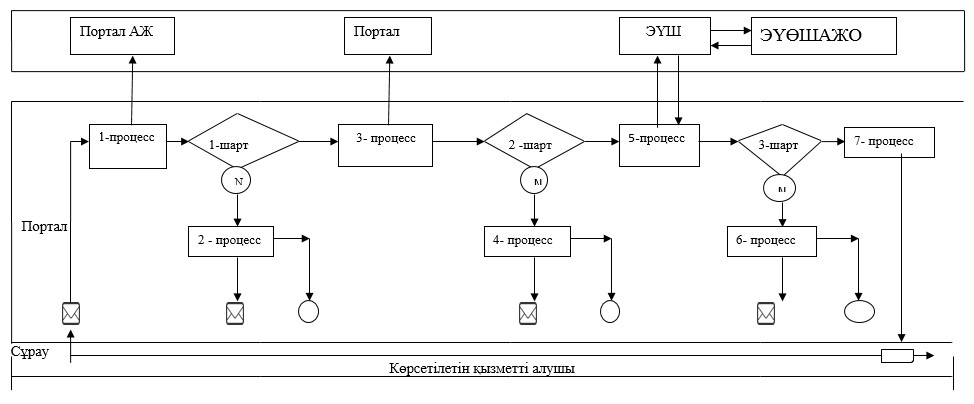 Портал АЖ
Портал
ЭҮШ
ЭҮӨШАЖО
1-процесс
1-шарт
3- процесс
2 -шарт
5-процесс
3-шарт
7- процесс
N
N
N
Портал
2 - процесс
4- процесс
6- процесс
Сұрау
Көрсетілетін қызметті алушы